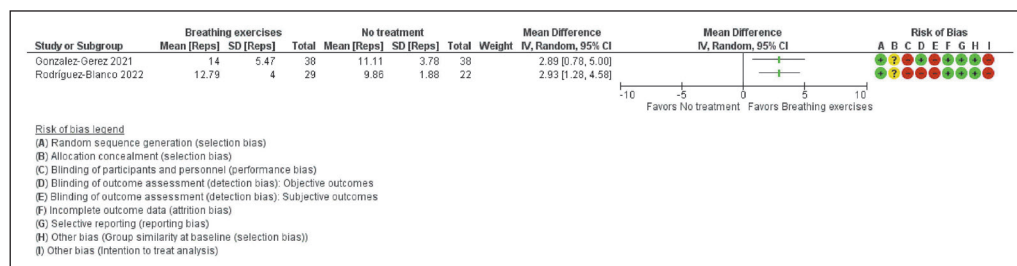 Breathing exercises No treatment Mean Difference Mean Difference Risk of Bias
Study or Subgroup Mean [Reps] SD [Reps] Total Mean [Reps] SD [Reps] Total Weight IV, Random, 95% CI IV, Random, 95% CI A B C D E F G H I
Gonzalez-Gerez 2021 14 5.47 38 11.11 3.78 38 2.89 [0.78, 5.00] + ? - + - + + + -
Rodríguez-Blanco 2022 12.79 4 29 9.86 1.88 22 2.93 [1.28, 4.58] + ? - - - + + + -
-10 -5 0 5 10
Favors No treatment Favors Breathing exercises
Risk of bias legend
(A) Random sequence generation (selection bias)
(B) Allocation concealment (selection bias)
(C) Blinding of participants and personnel (performance bias)
(D) Blinding of outcome assessment (detection bias): Objective outcomes
(E) Blinding of outcome assessment (detection bias): Subjective outcomes
(F) Incomplete outcome data (attrition bias)
(G) Selective reporting (reporting bias)
(H) Other bias (Group similarity at baseline (selection bias))
(I) Other bias (Intention to treat analysis)